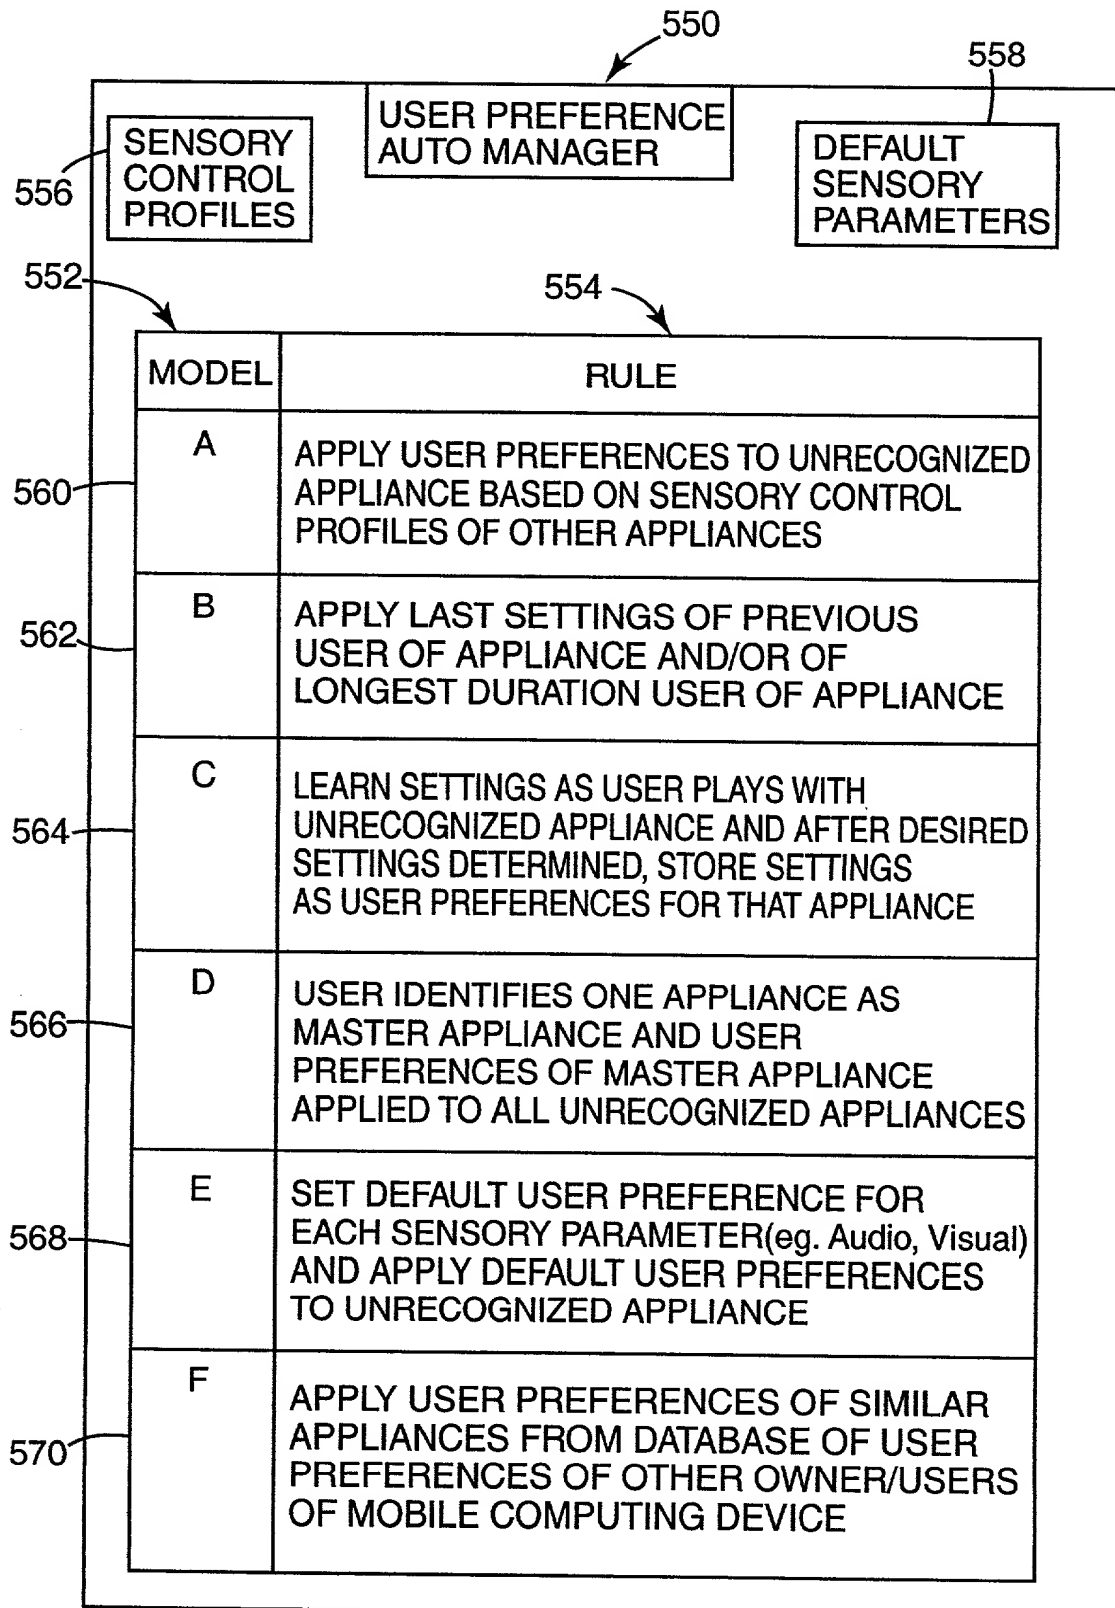 550
558
USER PREFERENCE
AUTO MANAGER
SENSORY
CONTROL
PROFILES
DEFAULT
SENSORY
PARAMETERS
556
552
554
MODEL
RULE
A
560
APPLY USER PREFERENCES TO UNRECOGNIZED
APPLIANCE BASED ON SENSORY CONTROL
PROFILES OF OTHER APPLIANCES
B
562
APPLY LAST SETTINGS OF PREVIOUS
USER OF APPLIANCE AND/OR OF
LONGEST DURATION USER OF APPLIANCE
C
564
LEARN SETTINGS AS USER PLAYS WITH
UNRECOGNIZED APPLIANCE AND AFTER DESIRED
SETTINGS DETERMINED, STORE SETTINGS
AS USER PREFERENCES FOR THAT APPLIANCE
D
566
USER IDENTIFIES ONE APPLIANCE AS
MASTER APPLIANCE AND USER
PREFERENCES OF MASTER APPLIANCE
APPLIED TO ALL UNRECOGNIZED APPLIANCES
E
568
SET DEFAULT USER PREFERENCE FOR
EACH SENSORY PARAMETER(eg. Audio, Visual)
AND APPLY DEFAULT USER PREFERENCES
TO UNRECOGNIZED APPLIANCE
F
570
APPLY USER PREFERENCES OF SIMILAR
APPLIANCES FROM DATABASE OF USER
PREFERENCES OF OTHER OWNER/USERS
OF MOBILE COMPUTING DEVICE